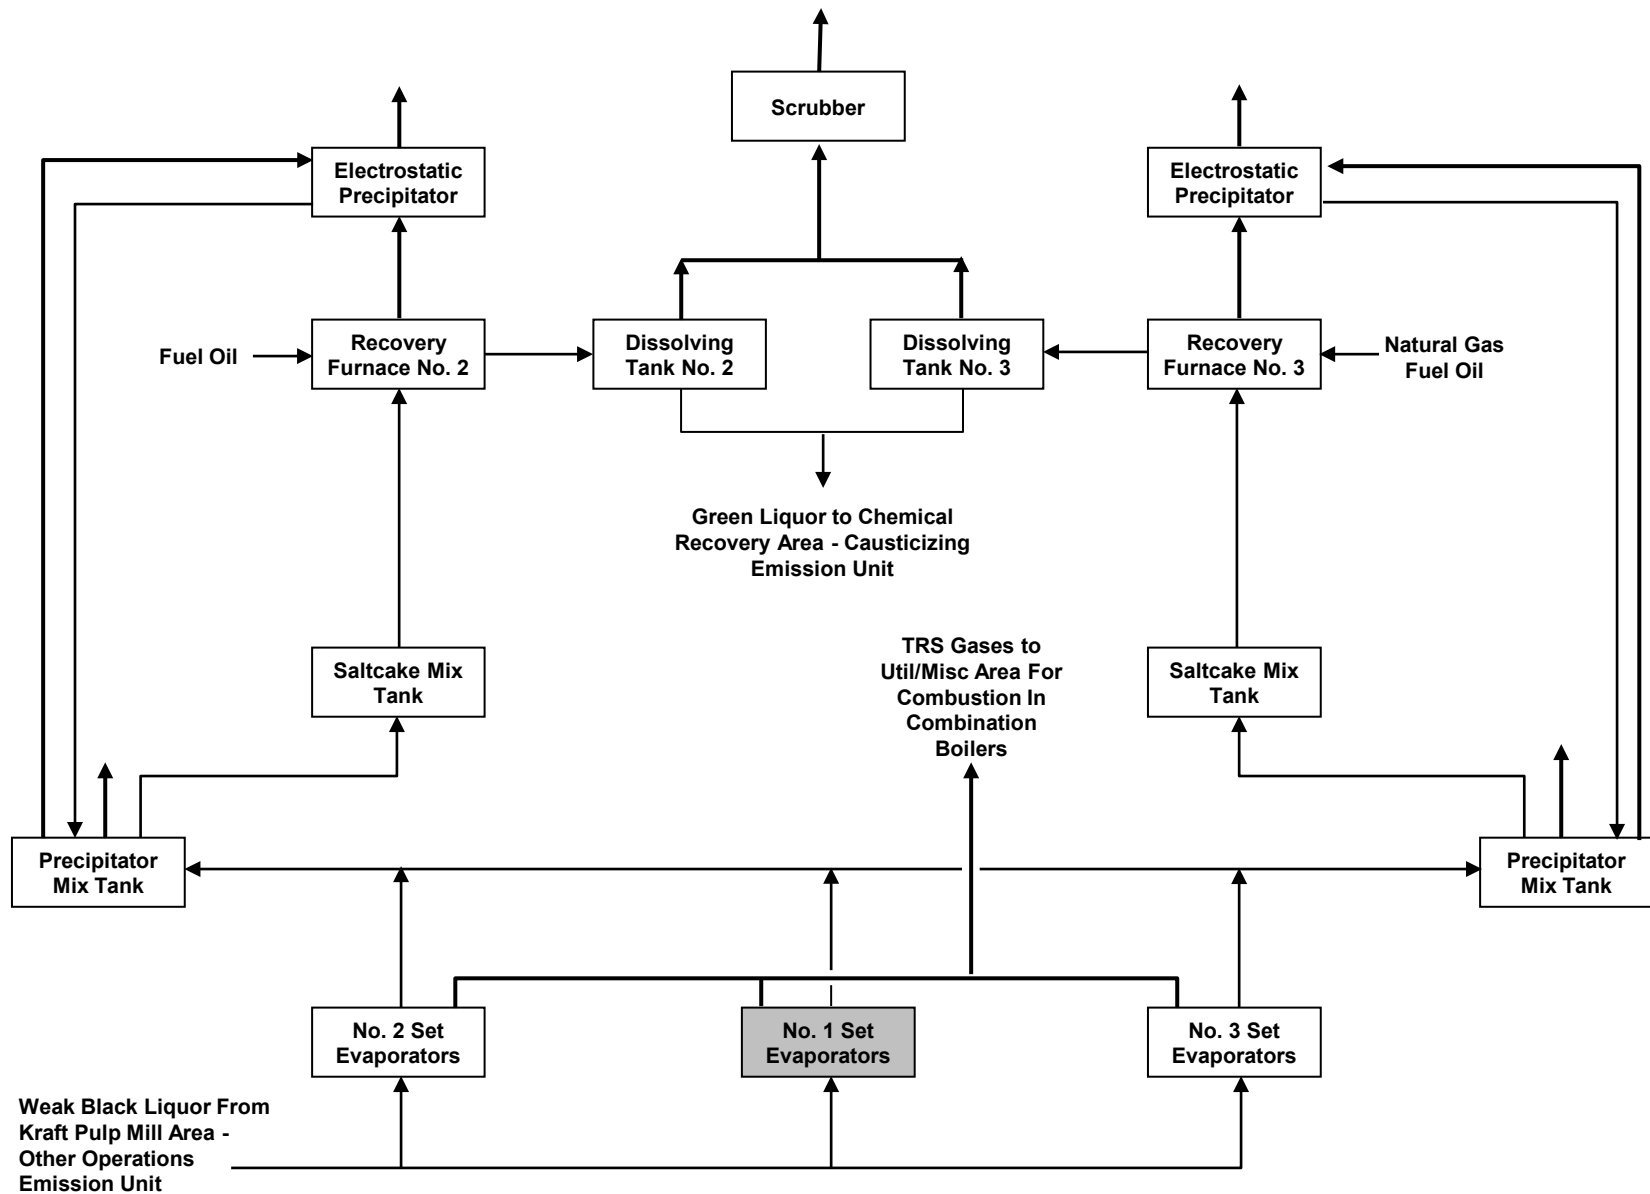 Scrubber
Electrostatic
Precipitator
Electrostatic
Precipitator
Fuel Oil
Recovery
Furnace No. 2
Dissolving
Tank No. 2
Dissolving
Tank No. 3
Recovery
Furnace No. 3
Natural Gas
Fuel Oil
Green Liquor to Chemical
Recovery Area - Causticizing
Emission Unit
Saltcake Mix
Tank
TRS Gases to
Util/Misc Area For
Combustion In
Combination
Boilers
Saltcake Mix
Tank
Precipitator
Mix Tank
Precipitator
Mix Tank
No. 2 Set
Evaporators
No. 1 Set
Evaporators
No. 3 Set
Evaporators
Weak Black Liquor From
Kraft Pulp Mill Area -
Other Operations
Emission Unit